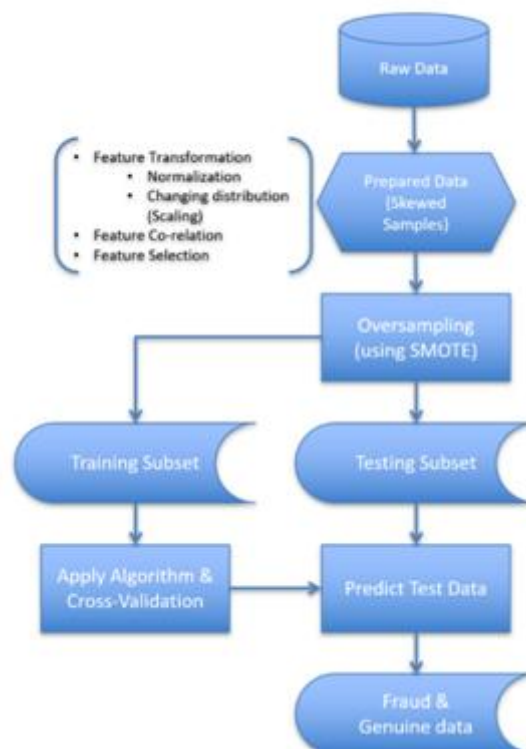 Raw Data
• Feature Transformation
• Normalization
• Changing distribution
(Scaling)
• Feature Co-relation
• Feature Selection
Prepared Data
(Skewed
Samples)
Oversampling
(using SMOTE)
Training Subset
Testing Subset
Apply Algorithm &
Cross-Validation
Predict Test Data
Fraud &
Genuine data